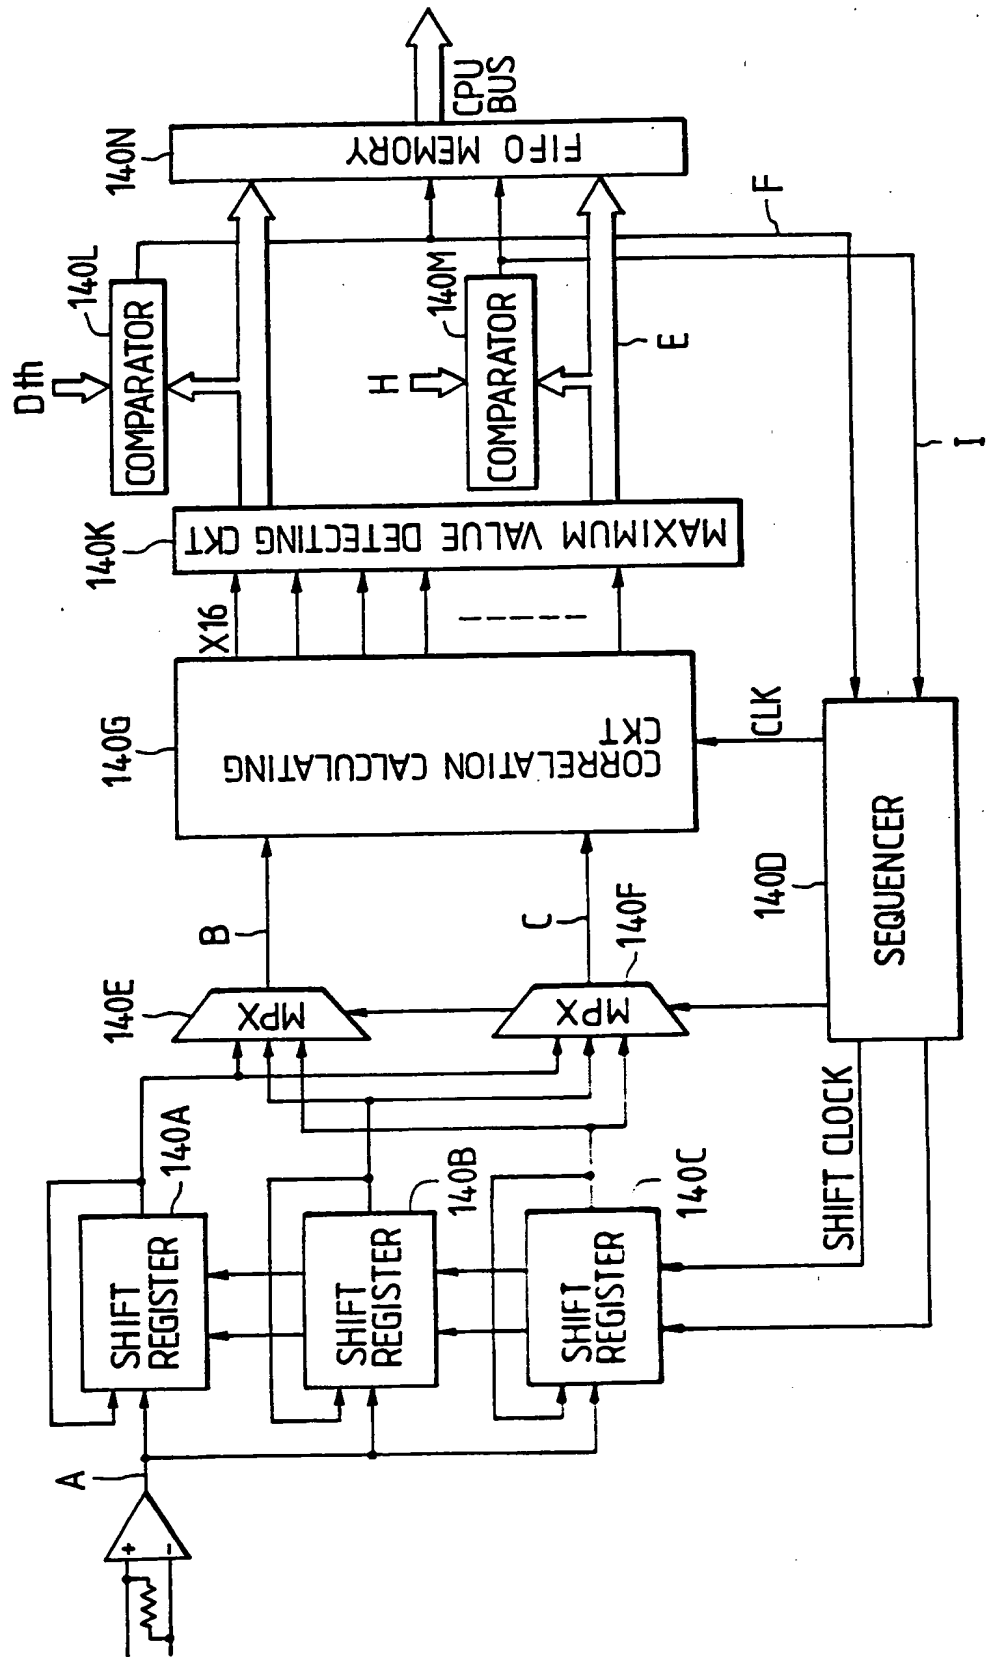 +
-
A
SHIFT
REGISTER
140A
SHIFT
REGISTER
140B
SHIFT
REGISTER
140C
SHIFT CLOCK
140E
MPX
B
MPX
140F
C
140D
SEQUENCER
CLK
140G
CORRELATION CALCULATING
CKT
X16
140K
MAXIMUM VALUE DETECTING CKT
Dth
COMPARATOR
140L
H
COMPARATOR
140M
E
F
I
140N
FIFO MEMORY
CPU
BUS